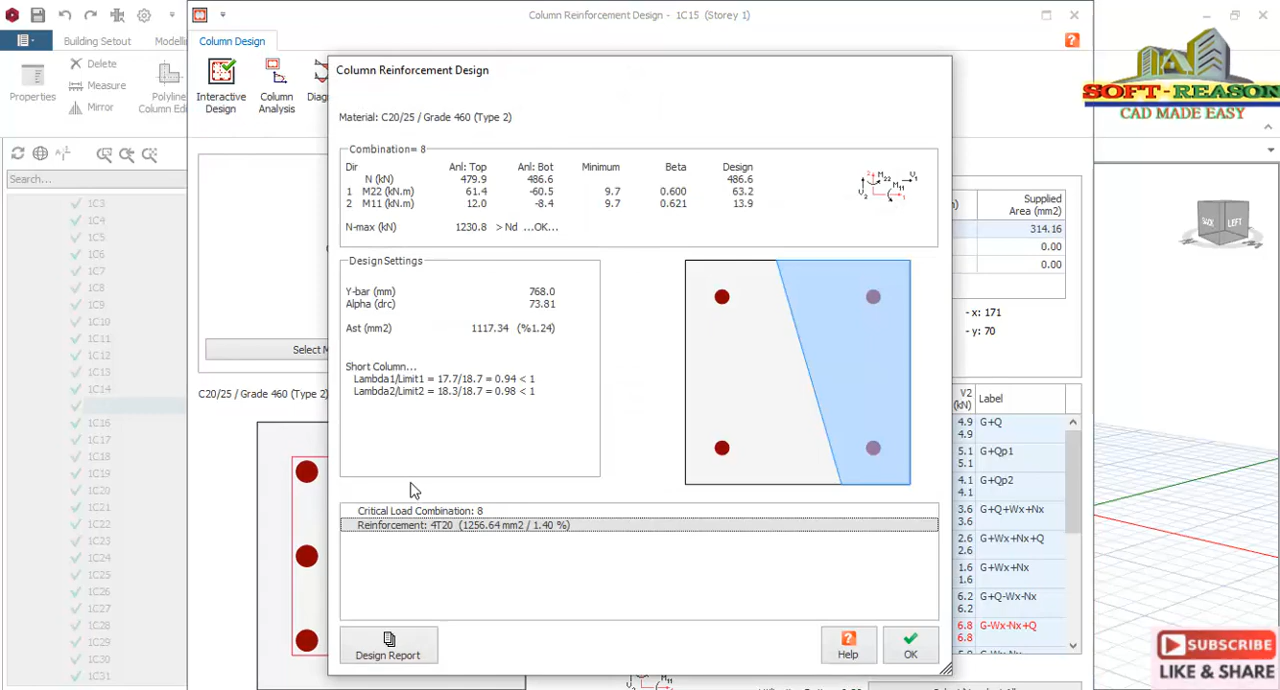 Column Reinforcement Design - 1C15 (Storey 1)
Building Setout
Column Design
Properties
Delete
Measure
Mirror
Polyline
Column
Interactive
Design
Column
Analysis
SOFT-REASON
CAD MADE EASY
Search...
1C3
1C4
1C5
1C6
1C7
1C8
1C9
1C10
1C11
1C12
1C13
1C14
1C16
1C17
1C18
1C19
1C20
1C21
1C22
1C23
1C24
1C25
1C26
1C27
1C28
1C29
1C30
1C31
C20/25 / Grade 460 (Type 2)
Column Reinforcement Design
Material: C20/25 / Grade 460 (Type 2)
Combination= 8
Dir Anl: Top Anl: Bot Minimum Beta Design
N (kN) 479.9 486.6 486.6
1 M22 (kN.m) 61.4 -60.5 9.7 0.600 63.2
2 M11 (kN.m) 12.0 -8.4 9.7 0.621 13.9
N-max (kN) 1230.8 > Nd ...OK...
2 M22 M11 U1 U2 1
Design Settings
Y-bar (mm) 768.0
Alpha (drc) 73.81
Ast (mm2) 1117.34 (%1.24)
Short Column...
Lambda1/Limit1 = 17.7/18.7 = 0.94 < 1
Lambda2/Limit2 = 18.3/18.7 = 0.98 < 1
Critical Load Combination: 8
Reinforcement: 4T20 (1256.64 mm2 / 1.40 %)
Design Report
Help
OK
Supplied
Area (mm2)
314.16
0.00
0.00
- x: 171
- y: 70
V2
(kN)
Label
4.9 G+Q
4.9
5.1 G+Qp1
5.1
4.1 G+Qp2
4.1
3.6 G+Q+Wx+Nx
3.6
2.6 G+Wx+Nx+Q
2.6
1.6 G+Wx+Nx
1.6
6.2 G+Q-Wx-Nx
6.2
6.8 G-Wx-Nx+Q
6.8
BACK
LEFT
SUBSCRIBE
LIKE & SHARE